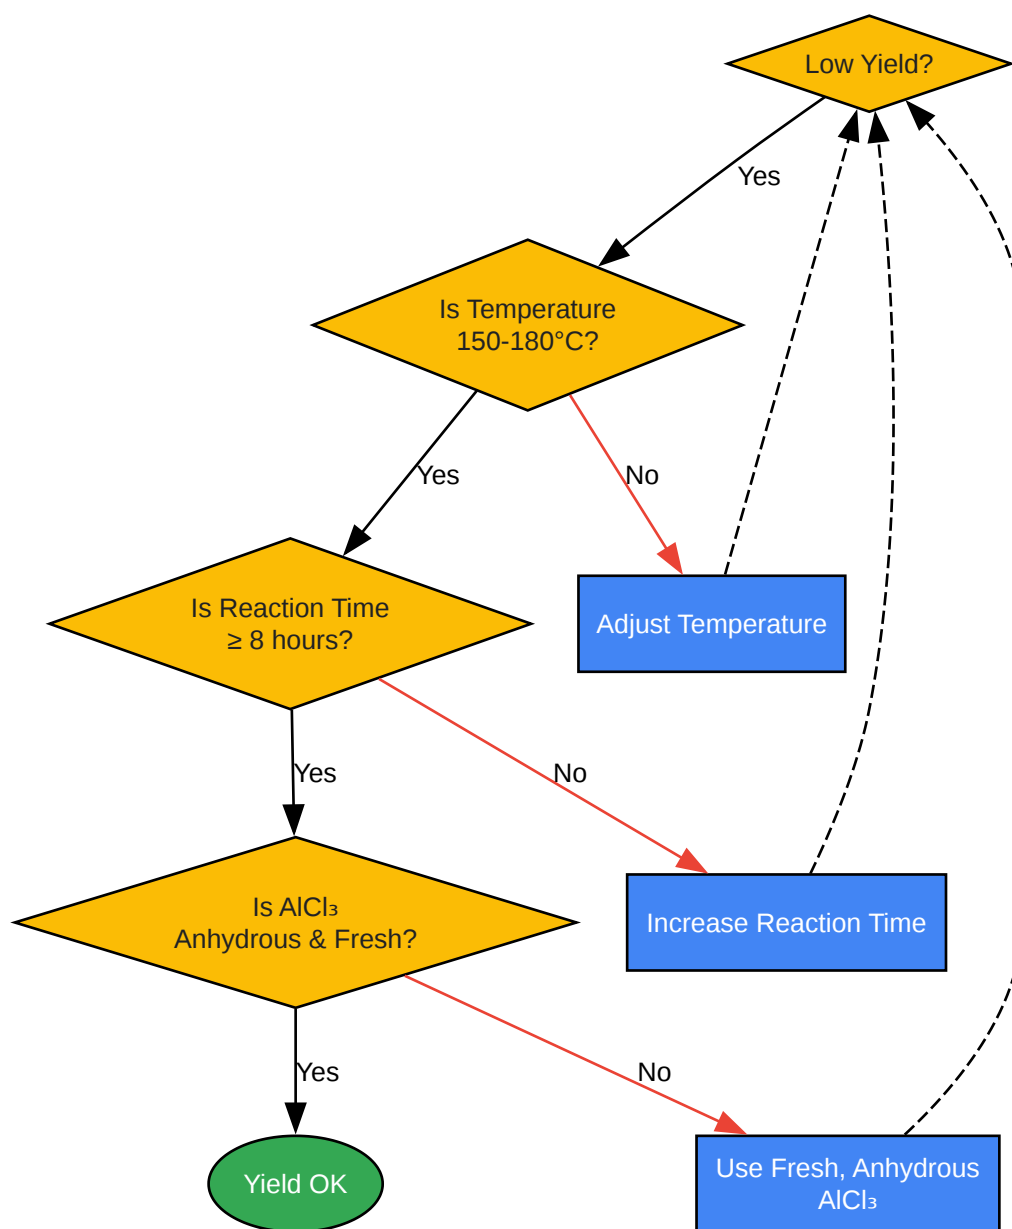 Low Yield?
Yes
Is Temperature
150-180°C?
Yes
No
Is Reaction Time
≥ 8 hours?
Adjust Temperature
Yes
No
Is AlCl₃
Anhydrous & Fresh?
Increase Reaction Time
Yes
No
Yield OK
Use Fresh, Anhydrous
AlCl₃